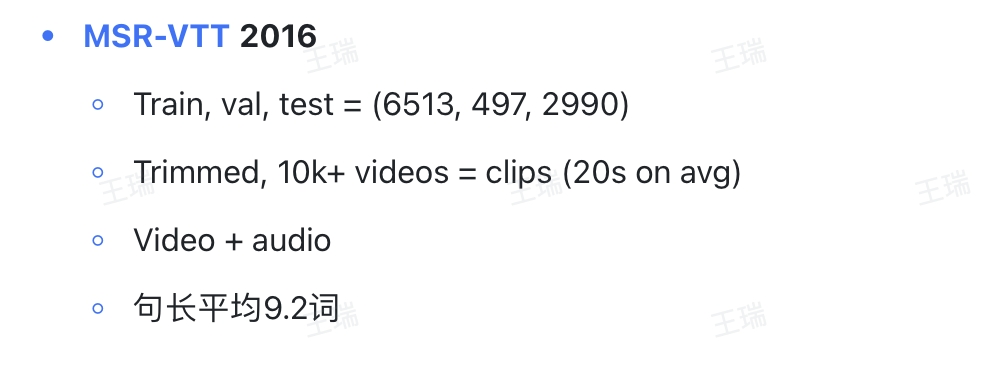 MSR-VTT 2016
王瑞 王瑞
Train, val, test = (6513, 497, 2990)
Trimmed, 10k+ videos = clips (20s on avg)
王瑞 王瑞 王瑞
Video + audio
句长平均9.2词
王瑞 王瑞